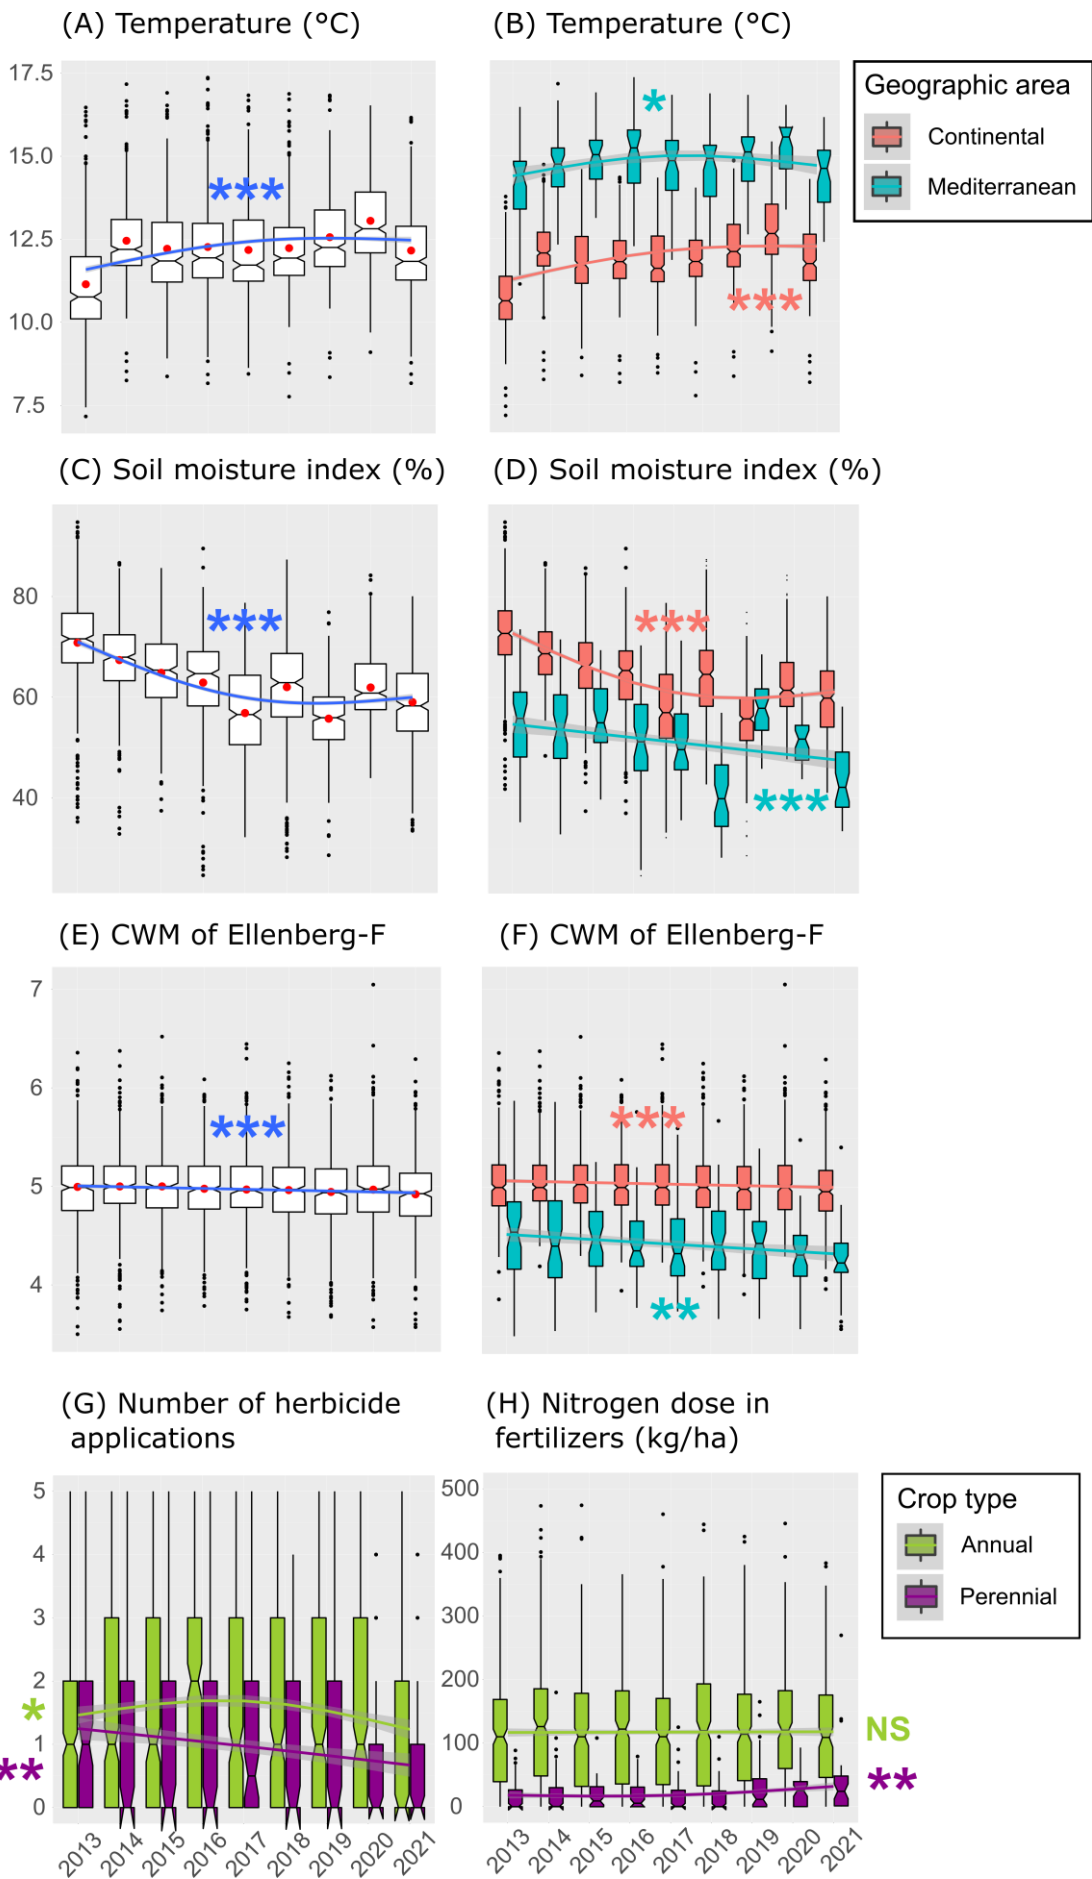 (A) Temperature (°C)
(B) Temperature (°C)
17.5
15.0
12.5
10.0
7.5
***
*
***
Geographic area
Continental
Mediterranean
(C) Soil moisture index (%)
(D) Soil moisture index (%)
80
60
40
***
***
***
(E) CWM of Ellenberg-F
(F) CWM of Ellenberg-F
7
6
5
4
***
***
**
(G) Number of herbicide
applications
(H) Nitrogen dose in
fertilizers (kg/ha)
5
4
3
2
1
0
*
**
500
400
300
200
100
0
NS
**
Crop type
Annual
Perennial
2013 2014 2015 2016 2017 2018 2019 2020 2021
2013 2014 2015 2016 2017 2018 2019 2020 2021